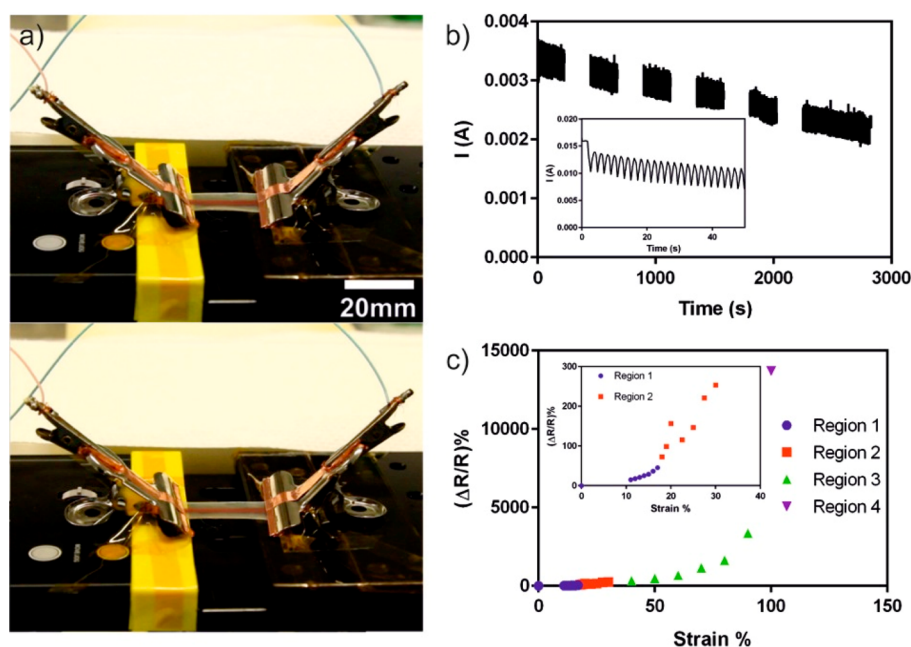 a)
20mm
b)
I (A)
0.004
0.003
0.002
0.001
0.000
0 1000 2000 3000
Time (s)
I (A)
0.020
0.015
0.010
0.005
0.000
0 20 40
Time (s)
c)
(ΔR/R)%
15000
10000
5000
0
0 50 100 150
Strain %
(ΔR/R)%
300
200
100
0
0 10 20 30 40
Strain %
Region 1
Region 2
Region 1
Region 2
Region 3
Region 4